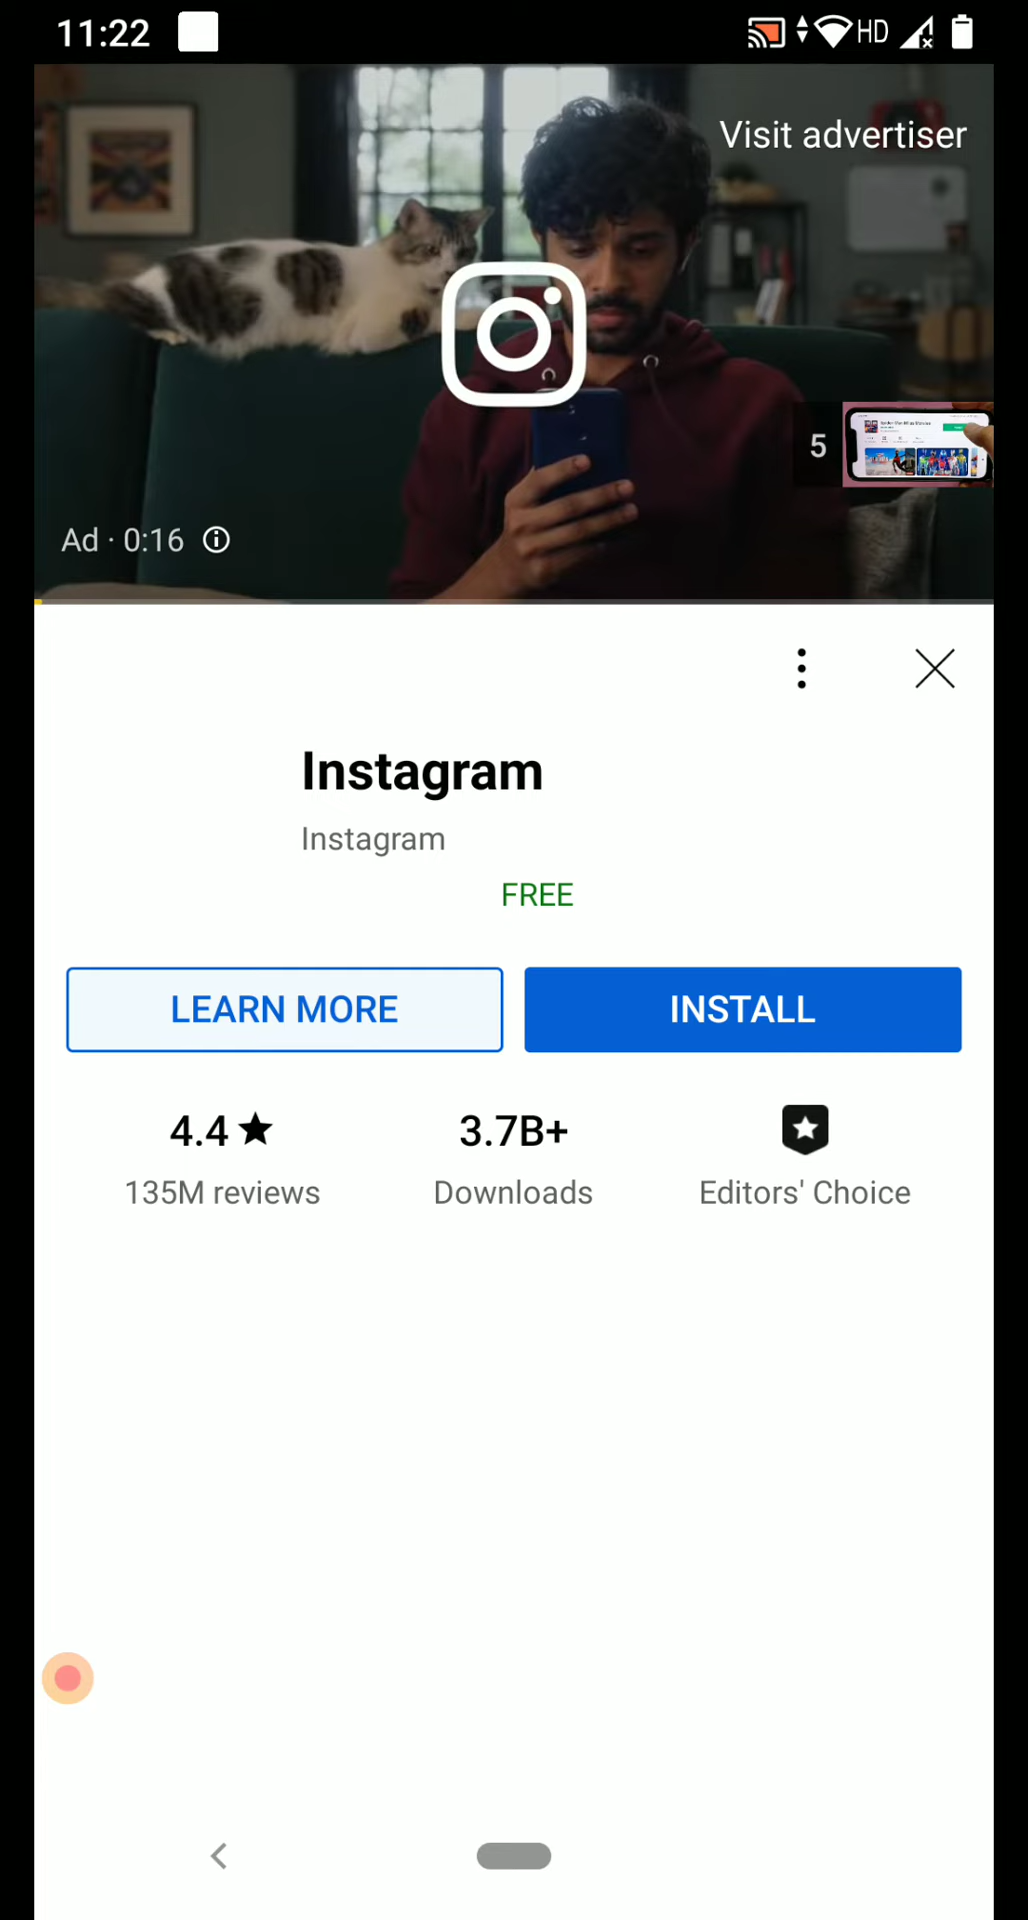 11:22
HD
Visit advertiser
5
Ad · 0:16
Instagram
Instagram
FREE
LEARN MORE
INSTALL
4.4★
3.7B+
135M reviews
Downloads
Editors' Choice